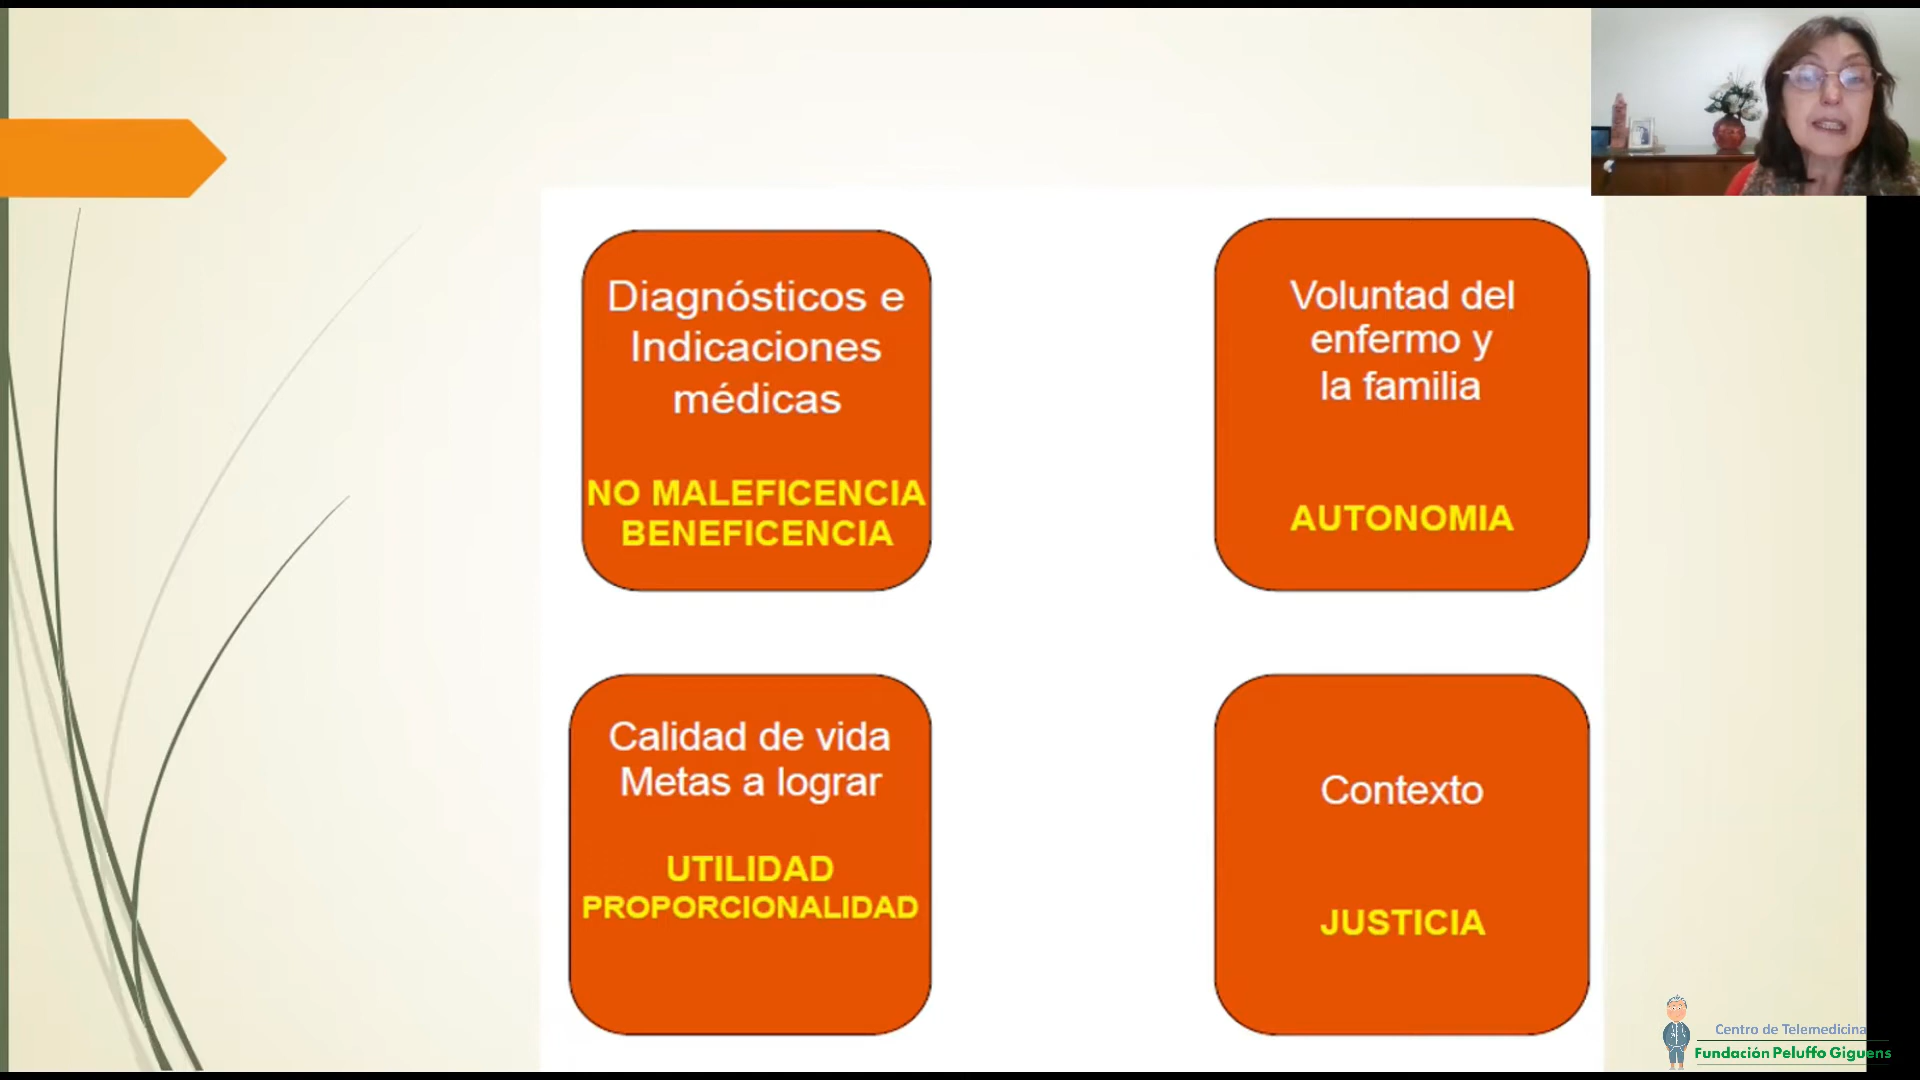 Diagnósticos e
Indicaciones
médicas
NO MALEFICENCIA
BENEFICENCIA
Voluntad del
enfermo y
la familia
AUTONOMIA
Calidad de vida
Metas a lograr
UTILIDAD
PROPORCIONALIDAD
Contexto
JUSTICIA
Centro de Telemedicina
Fundación Peluffo Giguens